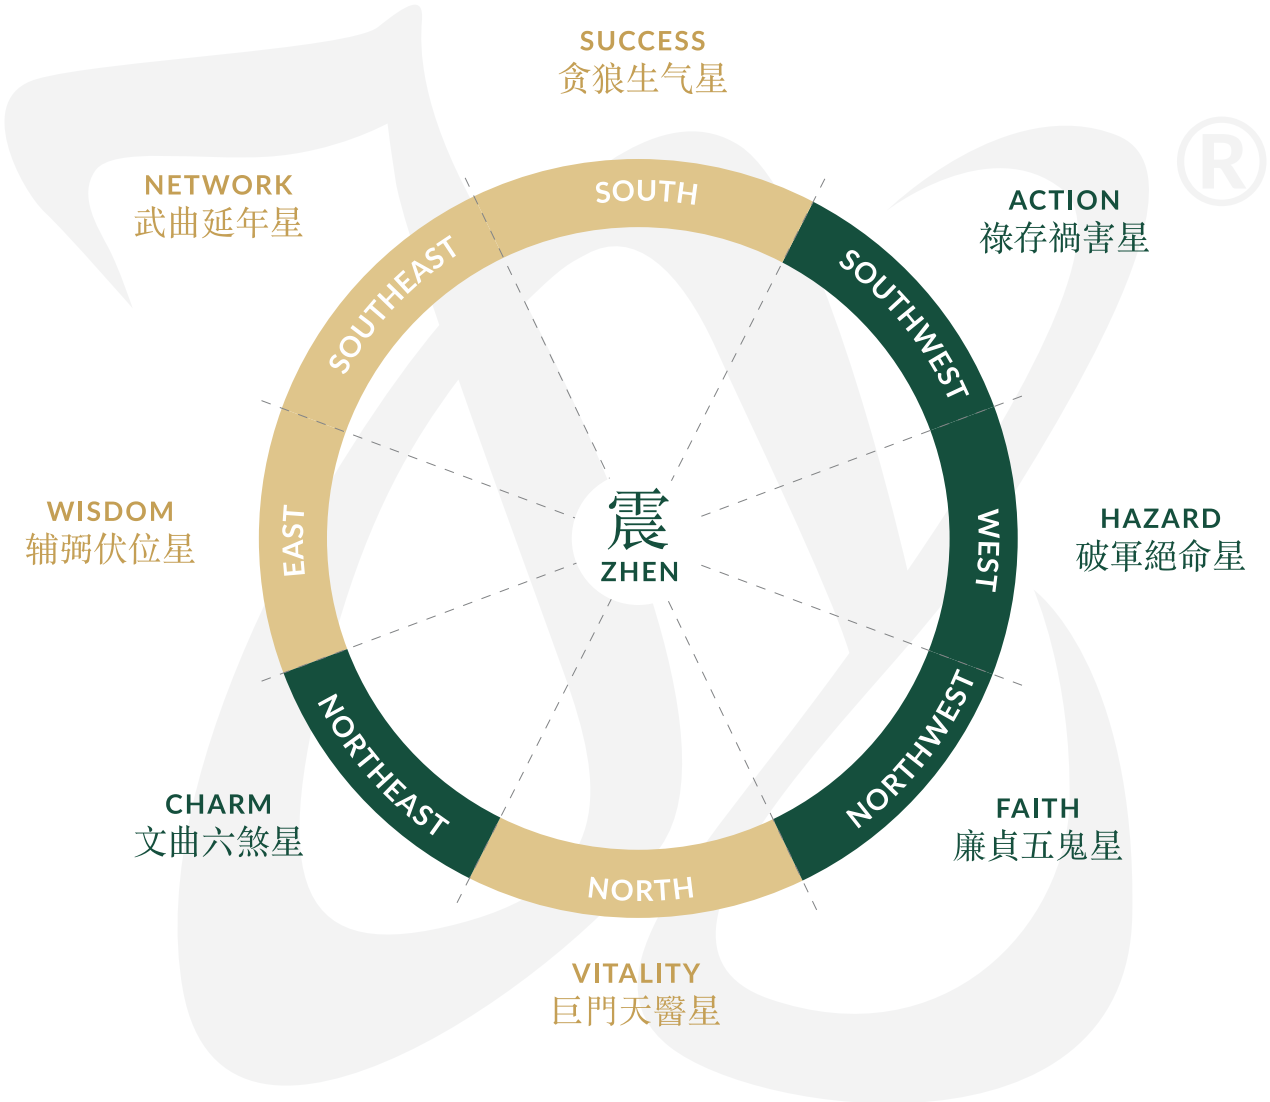 SUCCESS
贪狼生气星
®
NETWORK
武曲延年星
ACTION
祿存禍害星
SOUTH
SOUTHEAST
SOUTHWEST
WISDOM
辅弼伏位星
EAST
震
ZHEN
WEST
HAZARD
破軍絕命星
NORTHEAST
NORTHWEST
CHARM
文曲六煞星
FAITH
廉貞五鬼星
NORTH
VITALITY
巨門天醫星